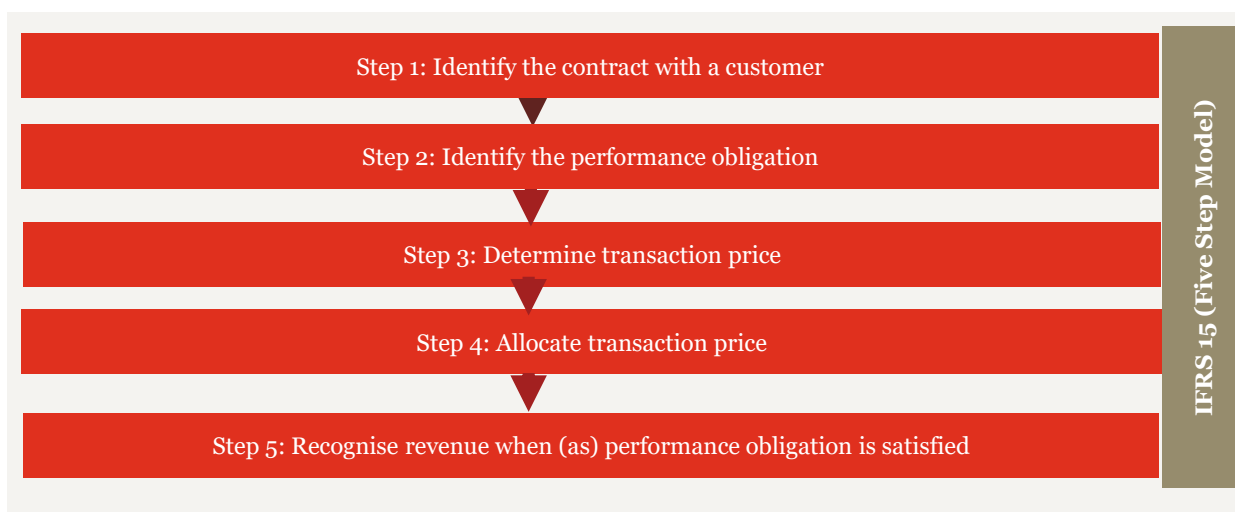 Step 1: Identify the contract with a customer
Step 2: Identify the performance obligation
Step 3: Determine transaction price
Step 4: Allocate transaction price
Step 5: Recognise revenue when (as) performance obligation is satisfied
IFRS 15 (Five Step Model)